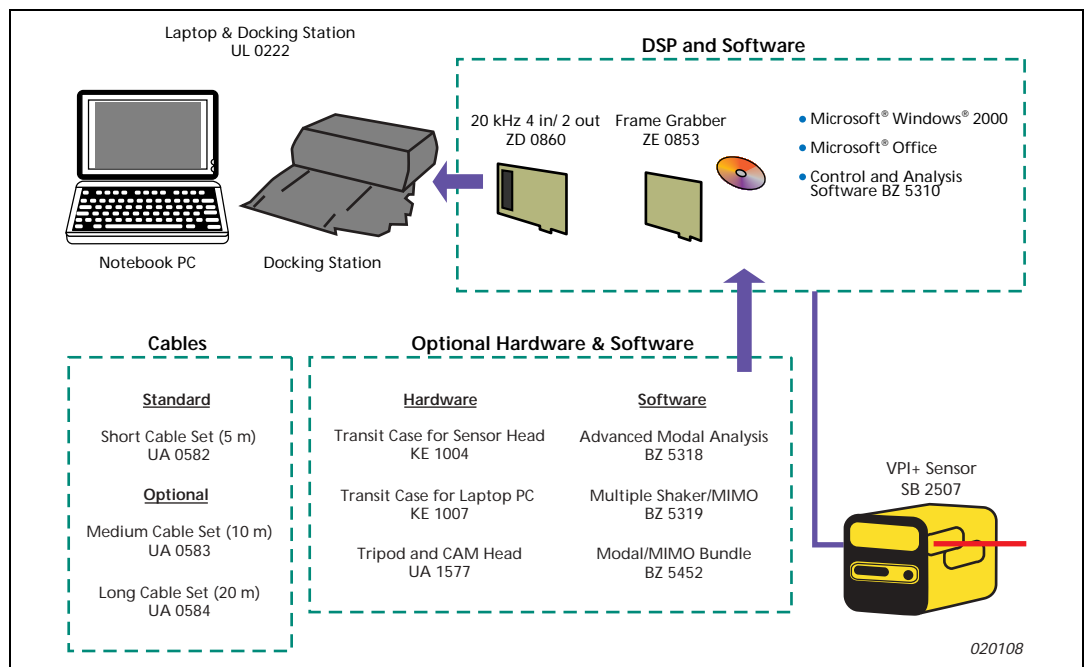 Laptop & Docking Station
UL 0222
DSP and Software
20 kHz 4 in/ 2 out
ZD 0860
Frame Grabber
ZE 0853
• Microsoft® Windows® 2000
• Microsoft® Office
• Control and Analysis
Software BZ 5310
Notebook PC
Docking Station
Cables
Standard
Short Cable Set (5 m)
UA 0582
Optional
Medium Cable Set (10 m)
UA 0583
Long Cable Set (20 m)
UA 0584
Optional Hardware & Software
Hardware
Transit Case for Sensor Head
KE 1004
Transit Case for Laptop PC
KE 1007
Tripod and CAM Head
UA 1577
Software
Advanced Modal Analysis
BZ 5318
Multiple Shaker/MIMO
BZ 5319
Modal/MIMO Bundle
BZ 5452
VPI+ Sensor
SB 2507
020108